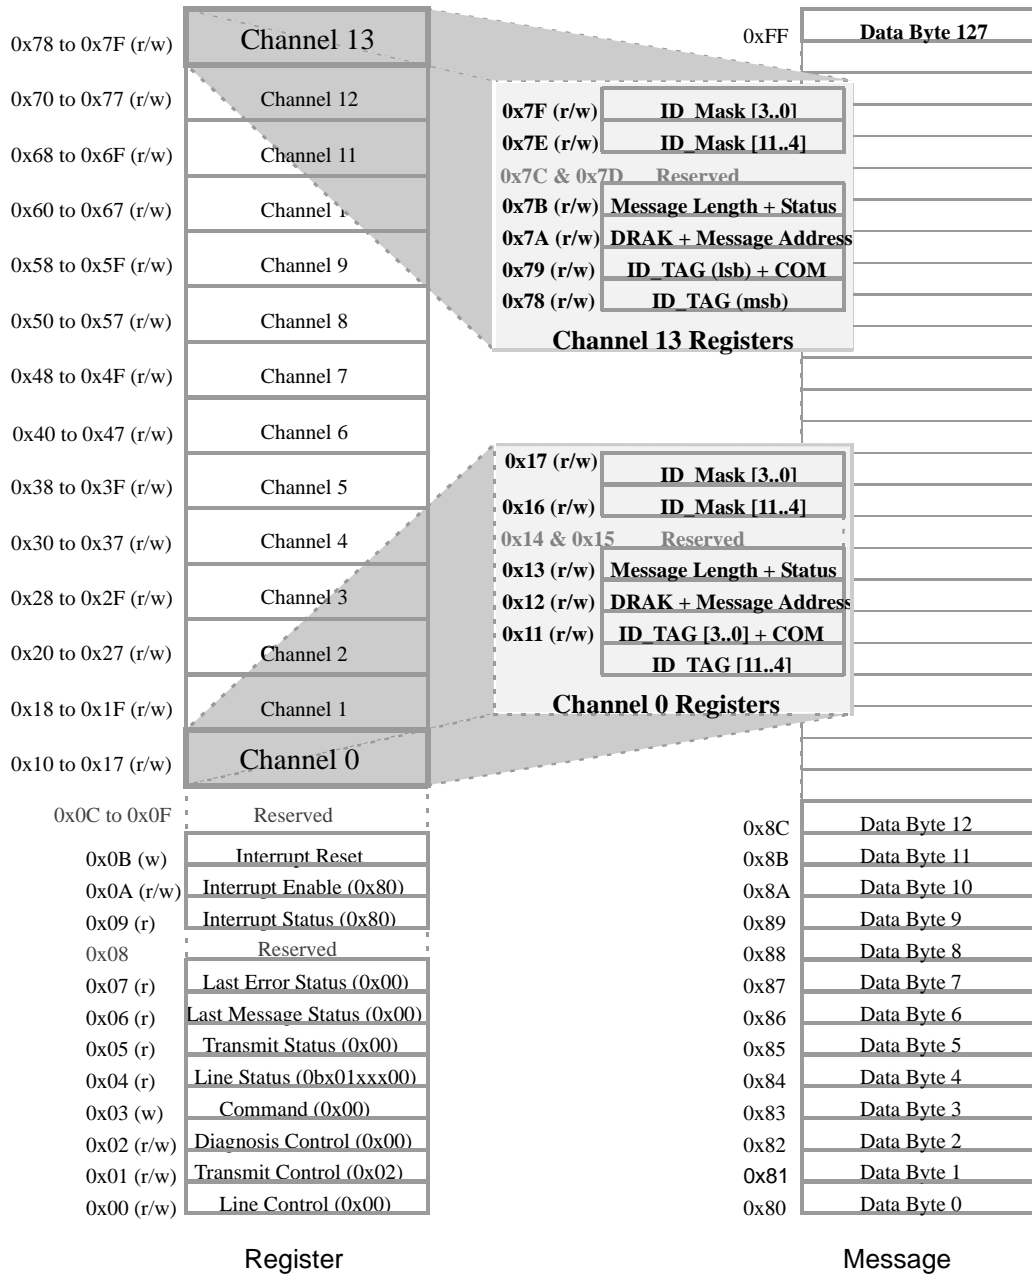 0x78 to 0x7F (r/w) Channel 13
0x70 to 0x77 (r/w) Channel 12
0x68 to 0x6F (r/w) Channel 11
0x60 to 0x67 (r/w) Channel 1
0x58 to 0x5F (r/w) Channel 9
0x50 to 0x57 (r/w) Channel 8
0x48 to 0x4F (r/w) Channel 7
0x40 to 0x47 (r/w) Channel 6
0x38 to 0x3F (r/w) Channel 5
0x30 to 0x37 (r/w) Channel 4
0x28 to 0x2F (r/w) Channel 3
0x20 to 0x27 (r/w) Channel 2
0x18 to 0x1F (r/w) Channel 1
0x10 to 0x17 (r/w) Channel 0
0x0C to 0x0F Reserved
0x0B (w) Interrupt Reset
0x0A (r/w) Interrupt Enable (0x80)
0x09 (r) Interrupt Status (0x80)
0x08 Reserved
0x07 (r) Last Error Status (0x00)
0x06 (r) Last Message Status (0x00)
0x05 (r) Transmit Status (0x00)
0x04 (r) Line Status (0bx01xxx00)
0x03 (w) Command (0x00)
0x02 (r/w) Diagnosis Control (0x00)
0x01 (r/w) Transmit Control (0x02)
0x00 (r/w) Line Control (0x00)
Register
0x7F (r/w) ID_Mask [3..0]
0x7E (r/w) ID_Mask [11..4]
0x7C & 0x7D Reserved
0x7B (r/w) Message Length + Status
0x7A (r/w) DRAK + Message Address
0x79 (r/w) ID_TAG (lsb) + COM
0x78 (r/w) ID_TAG (msb)
Channel 13 Registers
0x17 (r/w) ID_Mask [3..0]
0x16 (r/w) ID_Mask [11..4]
0x14 & 0x15 Reserved
0x13 (r/w) Message Length + Status
0x12 (r/w) DRAK + Message Address
0x11 (r/w) ID_TAG [3..0] + COM
ID_TAG [11..4]
Channel 0 Registers
0xFF Data Byte 127
0x8C Data Byte 12
0x8B Data Byte 11
0x8A Data Byte 10
0x89 Data Byte 9
0x88 Data Byte 8
0x87 Data Byte 7
0x86 Data Byte 6
0x85 Data Byte 5
0x84 Data Byte 4
0x83 Data Byte 3
0x82 Data Byte 2
0x81 Data Byte 1
0x80 Data Byte 0
Message